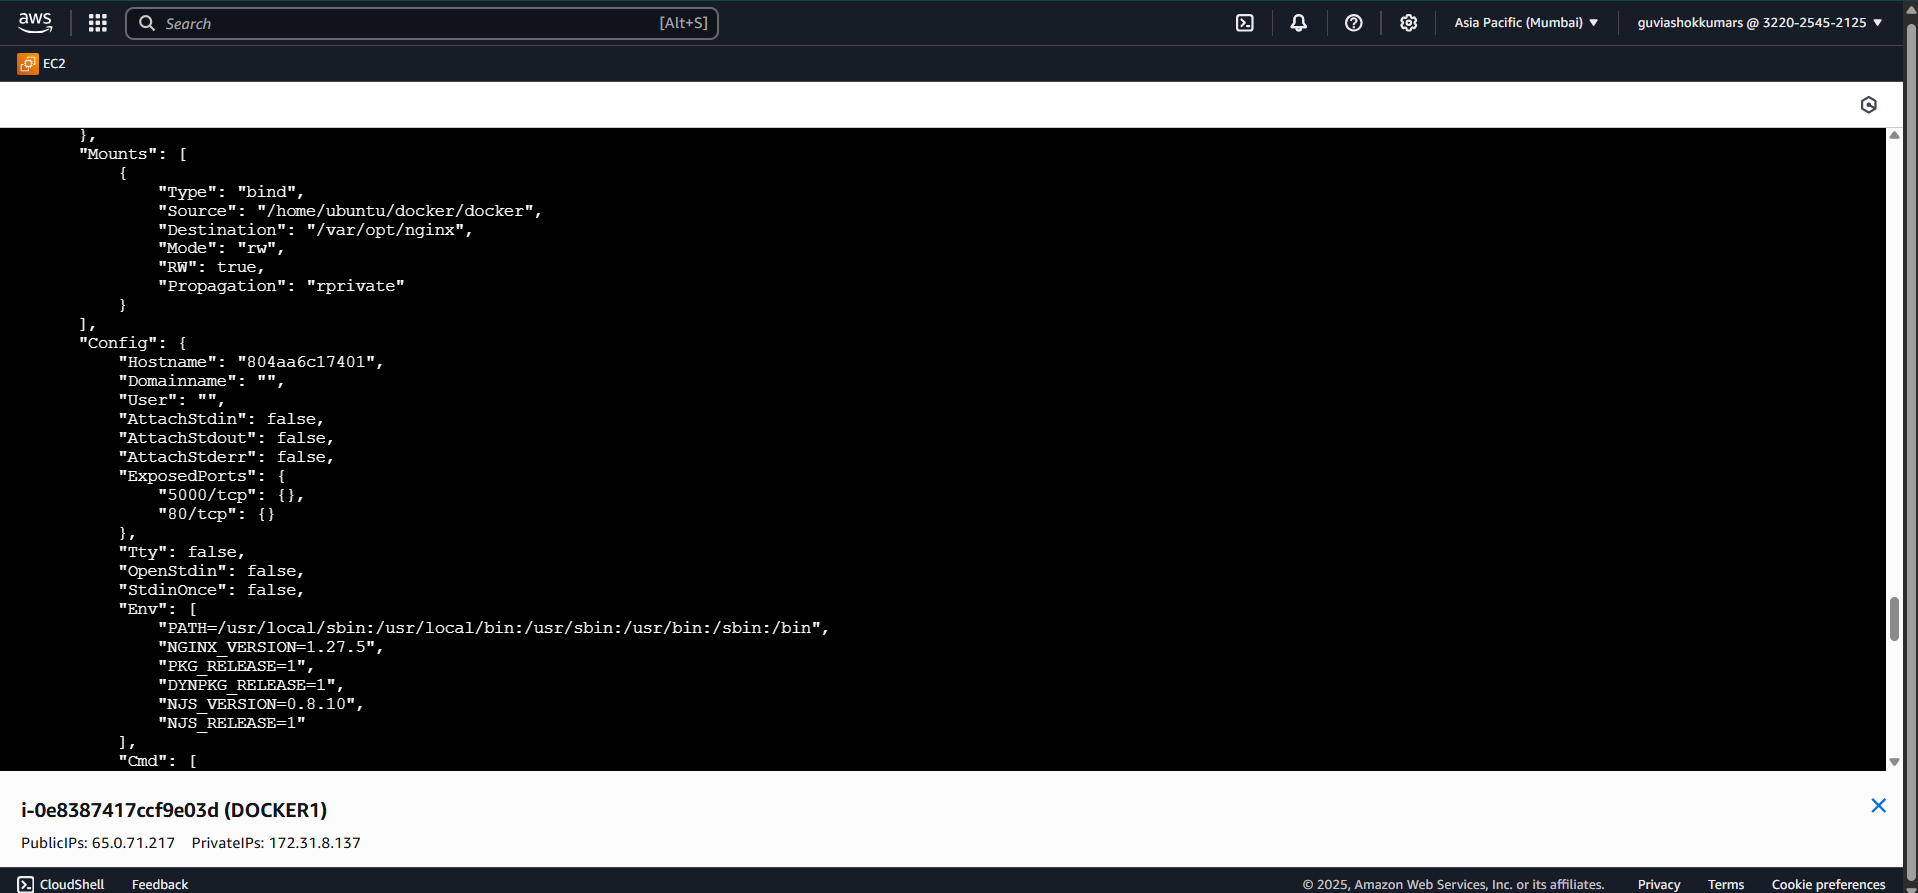 aws
Search [Alt+S]
Asia Pacific (Mumbai)
guviashokkumars @ 3220-2545-2125
EC2
},
"Mounts": [
{
"Type": "bind",
"Source": "/home/ubuntu/docker/docker",
"Destination": "/var/opt/nginx",
"Mode": "rw",
"RW": true,
"Propagation": "rprivate"
}
],
"Config": {
"Hostname": "804aa6c17401",
"Domainname": "",
"User": "",
"AttachStdin": false,
"AttachStdout": false,
"AttachStderr": false,
"ExposedPorts": {
"5000/tcp": {},
"80/tcp": {}
},
"Tty": false,
"OpenStdin": false,
"StdinOnce": false,
"Env": [
"PATH=/usr/local/sbin:/usr/local/bin:/usr/sbin:/usr/bin:/sbin:/bin",
"NGINX_VERSION=1.27.5",
"PKG_RELEASE=1",
"DYNPKG_RELEASE=1",
"NJS_VERSION=0.8.10",
"NJS_RELEASE=1"
],
"Cmd": [
i-0e8387417ccf9e03d (DOCKER1)
PublicIPs: 65.0.71.217 PrivateIPs: 172.31.8.137
CloudShell Feedback © 2025, Amazon Web Services, Inc. or its affiliates. Privacy Terms Cookie preferences